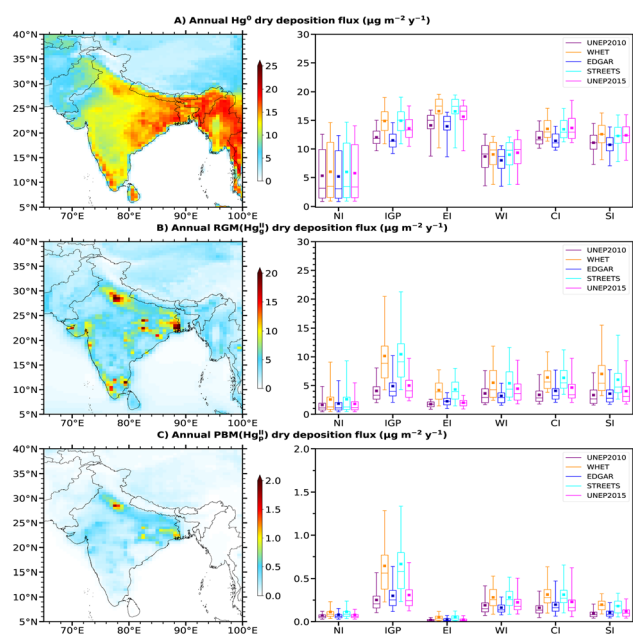 A) Annual Hg⁰ dry deposition flux (μg m⁻² y⁻¹)
40°N
35°N
30°N
25°N
20°N
15°N
10°N
5°N
70°E 80°E 90°E 100°E
25
20
15
10
5
0
30
25
20
15
10
5
0
NI IGP EI WI CI SI
UNEP2010
WHET
EDGAR
STREETS
UNEP2015
B) Annual RGM(Hgᴵᴵg) dry deposition flux (μg m⁻² y⁻¹)
40°N
35°N
30°N
25°N
20°N
15°N
10°N
5°N
70°E 80°E 90°E 100°E
20
15
10
5
0
30
25
20
15
10
5
0
NI IGP EI WI CI SI
UNEP2010
WHET
EDGAR
STREETS
UNEP2015
C) Annual PBM(Hgᴵᴵp) dry deposition flux (μg m⁻² y⁻¹)
40°N
35°N
30°N
25°N
20°N
15°N
10°N
5°N
70°E 80°E 90°E 100°E
2.0
1.5
1.0
0.5
0.0
2.0
1.5
1.0
0.5
0.0
NI IGP EI WI CI SI
UNEP2010
WHET
EDGAR
STREETS
UNEP2015